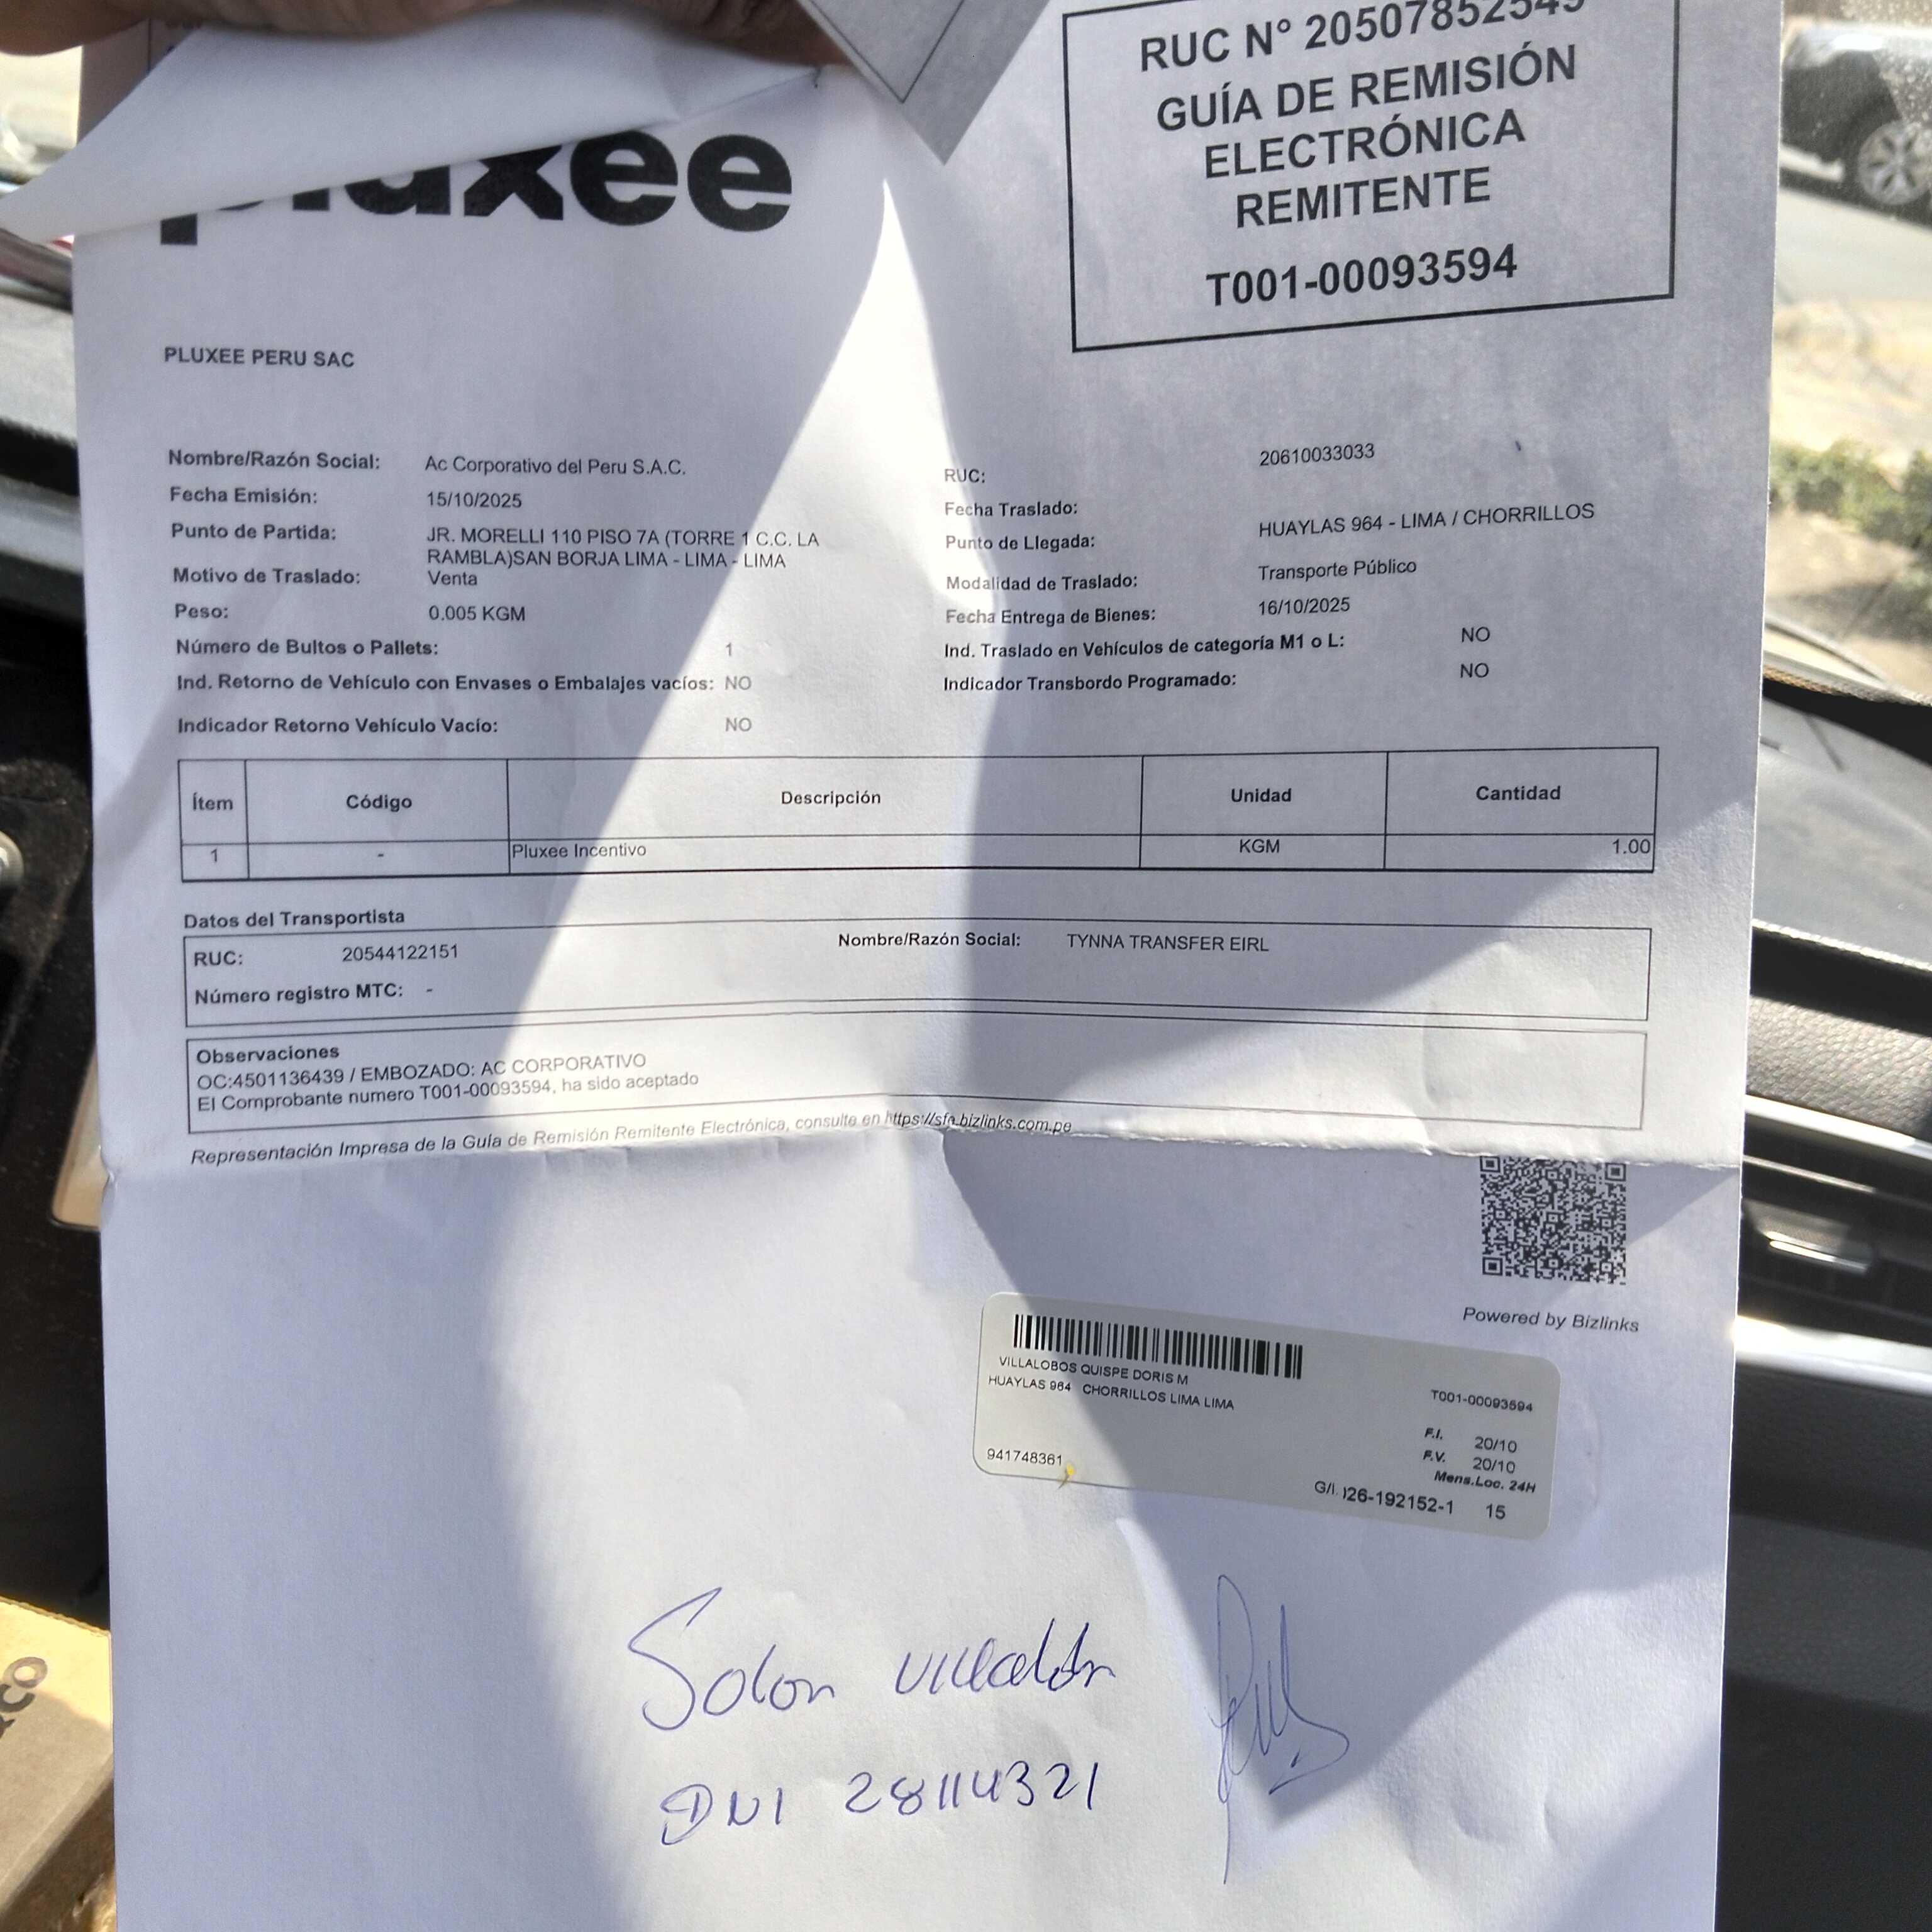 pluxee
RUC N° 20507852549
GUÍA DE REMISIÓN
ELECTRÓNICA
REMITENTE
T001-00093594
PLUXEE PERU SAC
Nombre/Razón Social: Ac Corporativo del Peru S.A.C.
Fecha Emisión: 15/10/2025
Punto de Partida: JR. MORELLI 110 PISO 7A (TORRE 1 C.C. LA
RAMBLA)SAN BORJA LIMA - LIMA - LIMA
Motivo de Traslado: Venta
Peso: 0.005 KGM
Número de Bultos o Pallets: 1
Ind. Retorno de Vehículo con Envases o Embalajes vacíos: NO
Indicador Retorno Vehículo Vacío: NO
RUC: 20610033033
Fecha Traslado:
Punto de Llegada: HUAYLAS 964 - LIMA / CHORRILLOS
Modalidad de Traslado: Transporte Público
Fecha Entrega de Bienes: 16/10/2025
Ind. Traslado en Vehículos de categoría M1 o L: NO
Indicador Transbordo Programado: NO
Ítem Código Descripción Unidad Cantidad
1 - Pluxee Incentivo KGM 1.00
Datos del Transportista
RUC: 20544122151 Nombre/Razón Social: TYNNA TRANSFER EIRL
Número registro MTC: -
Observaciones
OC:4501136439 / EMBOZADO: AC CORPORATIVO
El Comprobante numero T001-00093594, ha sido aceptado
Representación Impresa de la Guía de Remisión Remitente Electrónica, consulte en https://sfe.bizlinks.com.pe
Powered by Bizlinks
VILLALOBOS QUISPE DORIS M
HUAYLAS 964 CHORRILLOS LIMA LIMA
T001-00093594
F.I. 20/10
F.V. 20/10
Mens.Loc. 24H
941748361
G/I. 026-192152-1 15
Solon Villaldn
DNI 28114321